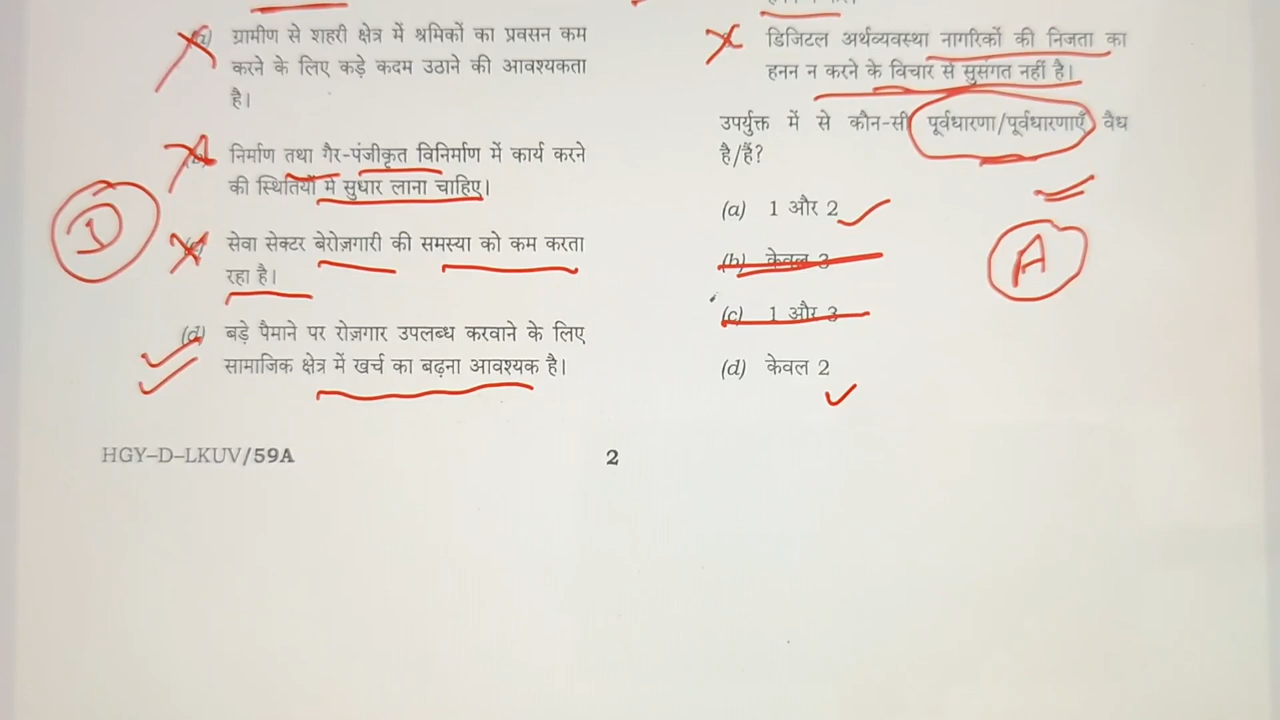 ग्रामीण से शहरी क्षेत्र में श्रमिकों का प्रवसन कम
करने के लिए कड़े कदम उठाने की आवश्यकता
है।
निर्माण तथा गैर-पंजीकृत विनिर्माण में कार्य करने
की स्थितियों में सुधार लाना चाहिए।
सेवा सेक्टर बेरोज़गारी की समस्या को कम करता
रहा है।
(d) बड़े पैमाने पर रोज़गार उपलब्ध करवाने के लिए
सामाजिक क्षेत्र में खर्च का बढ़ना आवश्यक है।
D
डिजिटल अर्थव्यवस्था नागरिकों की निजता का
हनन न करने के विचार से सुसंगत नहीं है।
उपर्युक्त में से कौन-सी पूर्वधारणा/पूर्वधारणाएँ वैध
है/हैं?
(a) 1 और 2
(b) केवल 3
(c) 1 और 3
(d) केवल 2
A
HGY–D–LKUV/59A
2